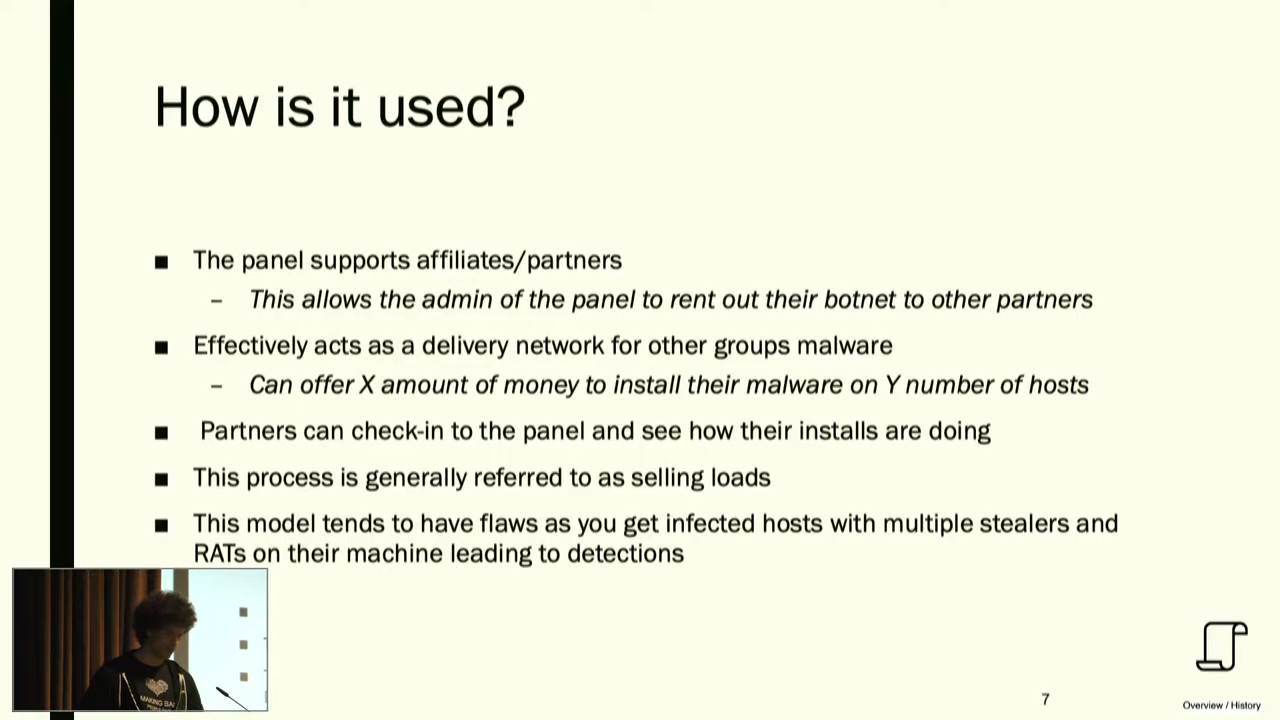 How is it used?
The panel supports affiliates/partners
– This allows the admin of the panel to rent out their botnet to other partners
Effectively acts as a delivery network for other groups malware
– Can offer X amount of money to install their malware on Y number of hosts
Partners can check-in to the panel and see how their installs are doing
This process is generally referred to as selling loads
This model tends to have flaws as you get infected hosts with multiple stealers and
RATs on their machine leading to detections
MAKING BAD
7
Overview / History